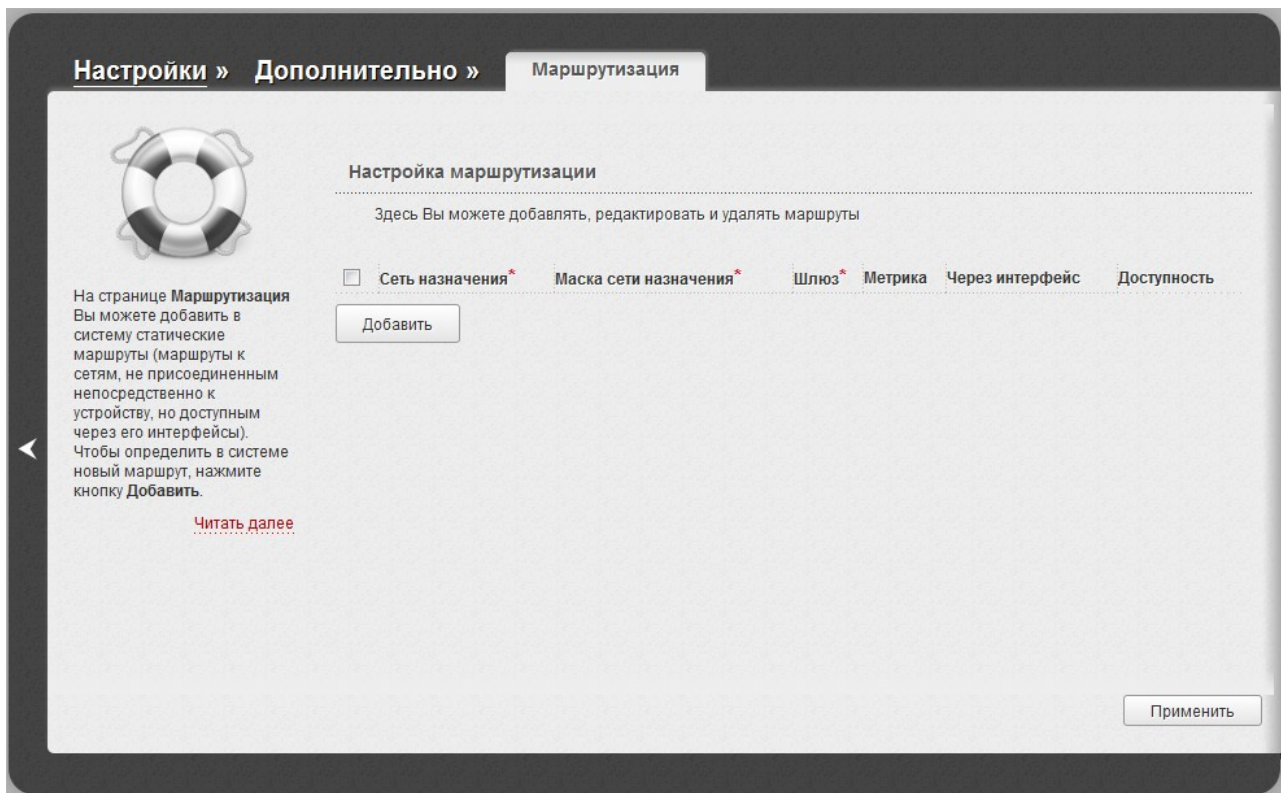 Настройки » Дополнительно » Маршрутизация
На странице Маршрутизация
Вы можете добавить в
систему статические
маршруты (маршруты к
сетям, не присоединенным
непосредственно к
устройству, но доступным
через его интерфейсы).
Чтобы определить в системе
новый маршрут, нажмите
кнопку Добавить.
Читать далее
Настройка маршрутизации
Здесь Вы можете добавлять, редактировать и удалять маршруты
Сеть назначения* Маска сети назначения* Шлюз* Метрика Через интерфейс Доступность
Добавить
Применить